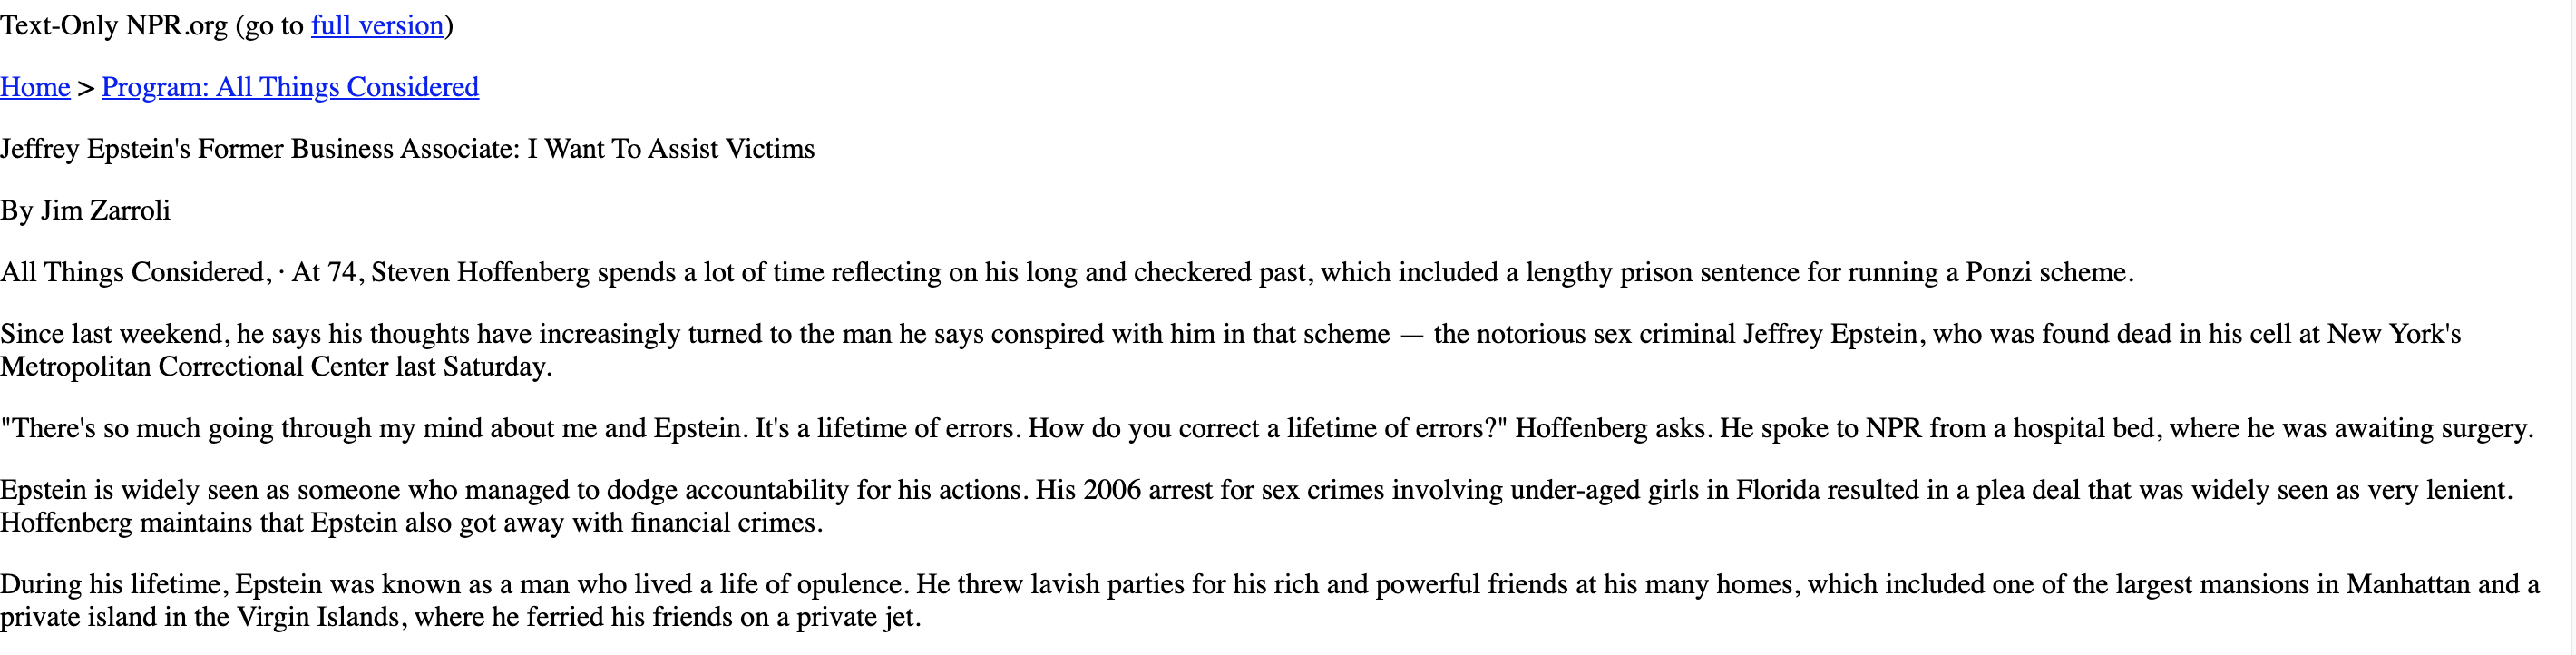 Text-Only NPR.org (go to full version)
Home > Program: All Things Considered
Jeffrey Epstein's Former Business Associate: I Want To Assist Victims
By Jim Zarroli
All Things Considered, · At 74, Steven Hoffenberg spends a lot of time reflecting on his long and checkered past, which included a lengthy prison sentence for running a Ponzi scheme.
Since last weekend, he says his thoughts have increasingly turned to the man he says conspired with him in that scheme — the notorious sex criminal Jeffrey Epstein, who was found dead in his cell at New York's
Metropolitan Correctional Center last Saturday.
"There's so much going through my mind about me and Epstein. It's a lifetime of errors. How do you correct a lifetime of errors?" Hoffenberg asks. He spoke to NPR from a hospital bed, where he was awaiting surgery.
Epstein is widely seen as someone who managed to dodge accountability for his actions. His 2006 arrest for sex crimes involving under-aged girls in Florida resulted in a plea deal that was widely seen as very lenient.
Hoffenberg maintains that Epstein also got away with financial crimes.
During his lifetime, Epstein was known as a man who lived a life of opulence. He threw lavish parties for his rich and powerful friends at his many homes, which included one of the largest mansions in Manhattan and a
private island in the Virgin Islands, where he ferried his friends on a private jet.